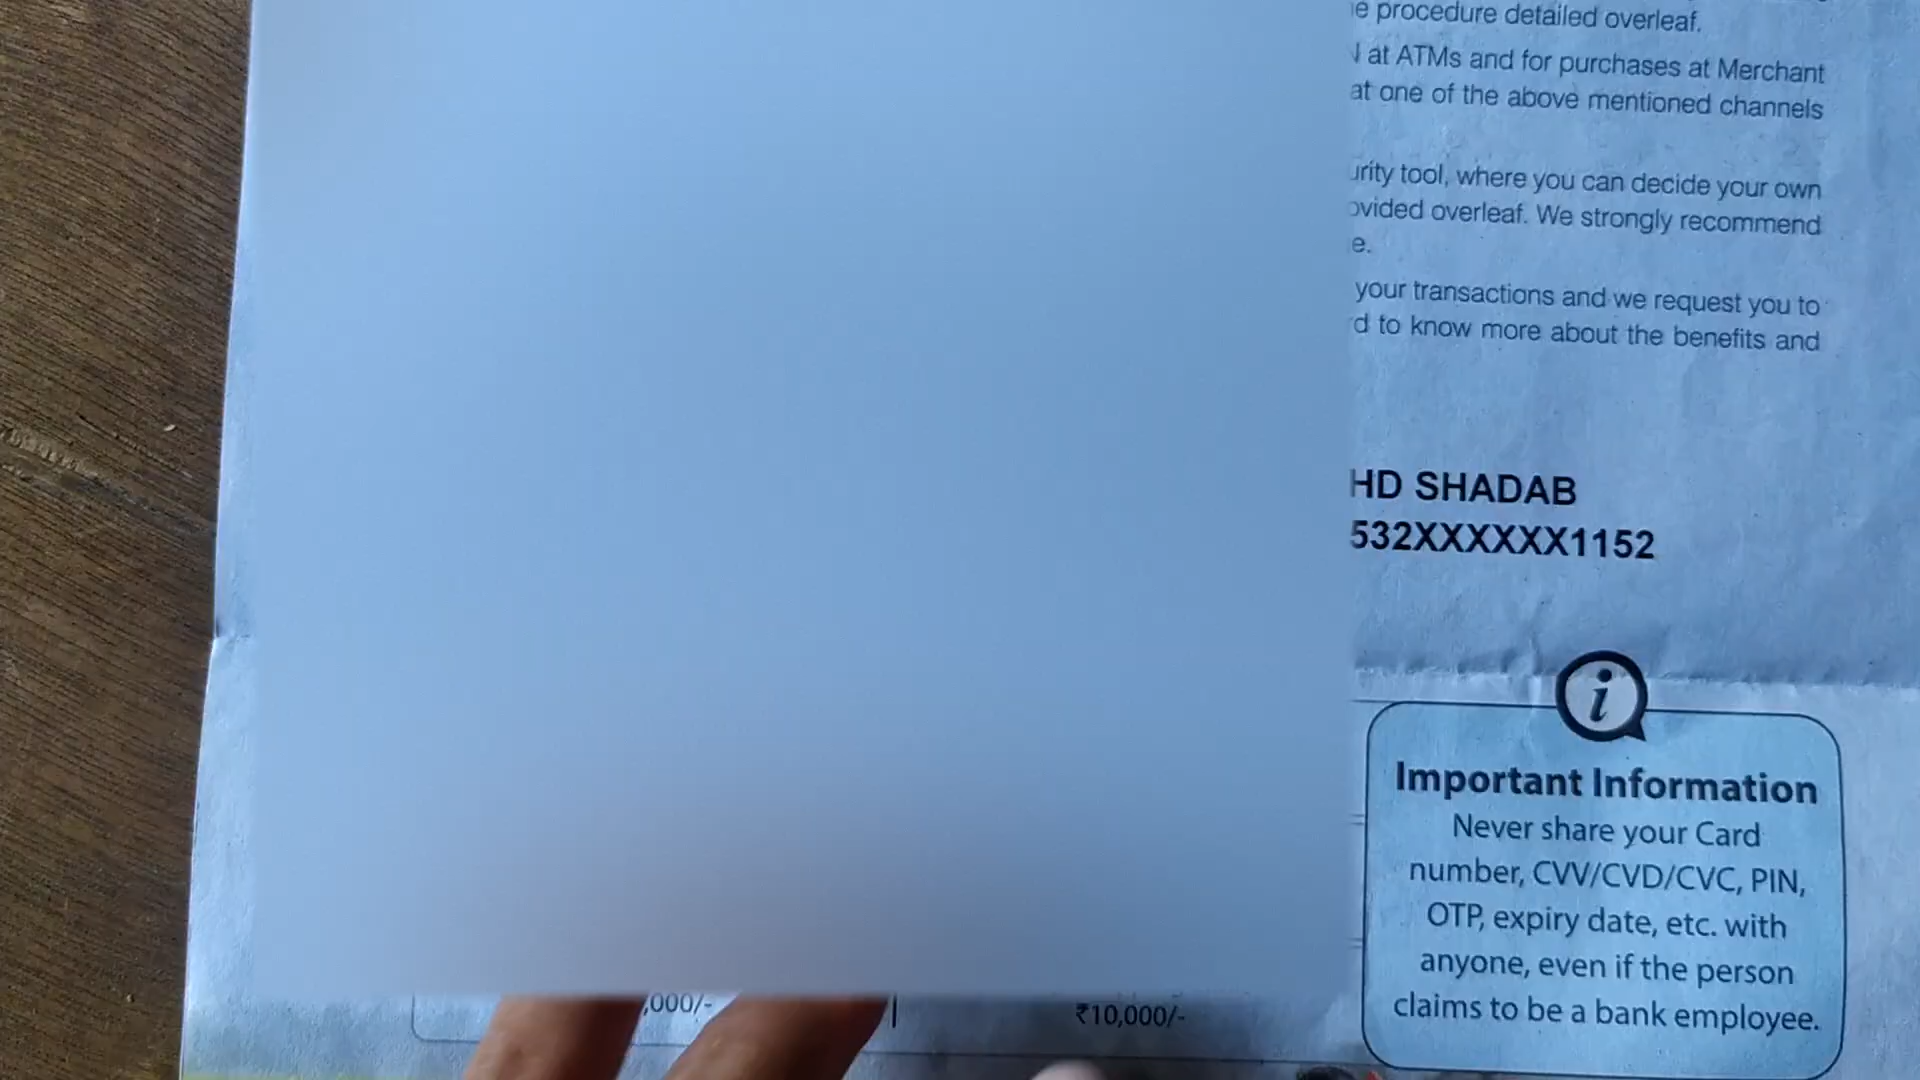 procedure detailed overleaf.
at ATMs and for purchases at Merchant
at one of the above mentioned channels
tool, where you can decide your own
overleaf. We strongly recommend
your transactions and we request you to
to know more about the benefits and
HD SHADAB
532XXXXXX1152
i
Important Information
Never share your Card
number, CVV/CVD/CVC, PIN,
OTP, expiry date, etc. with
anyone, even if the person
claims to be a bank employee.
,000/-
₹10,000/-